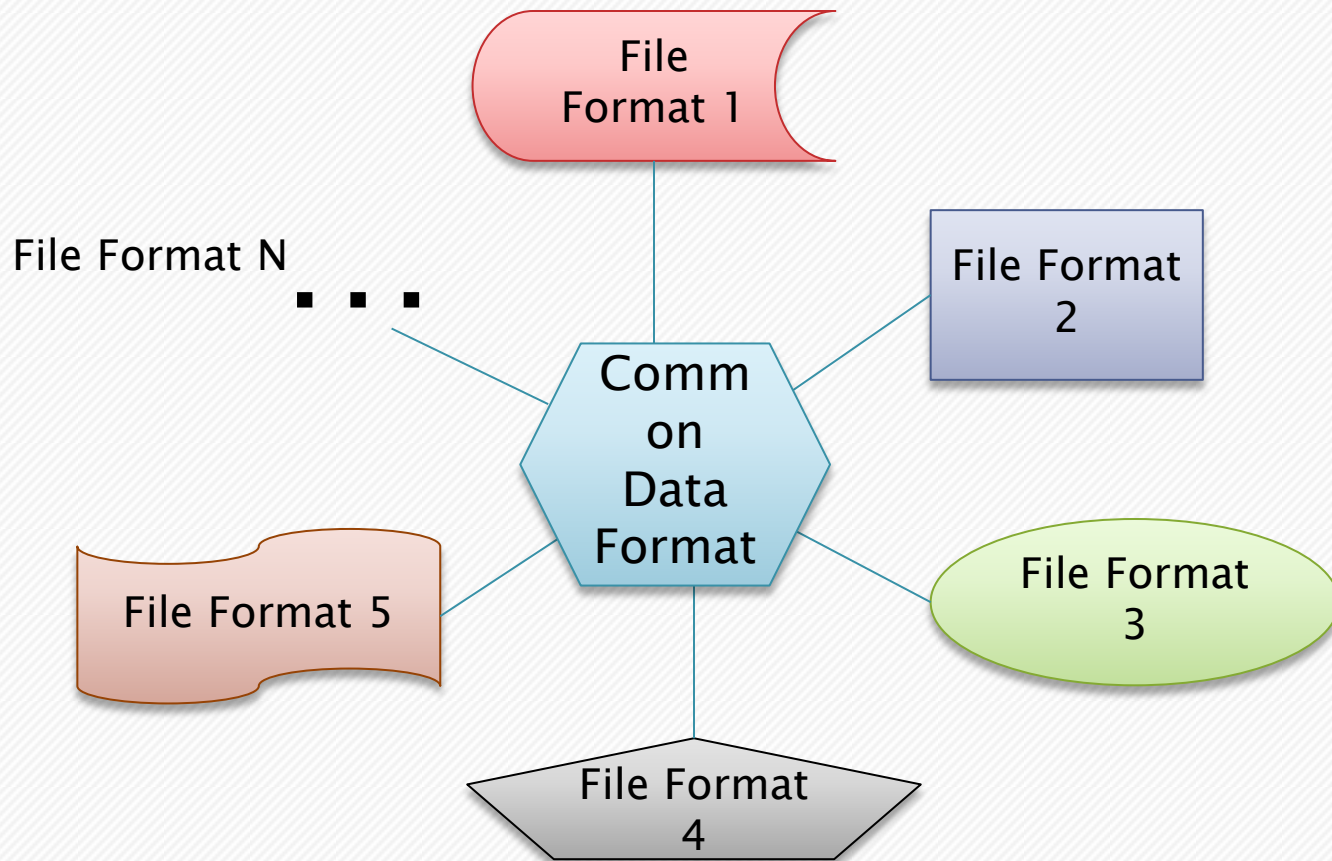 File
Format 1
File Format N
. . .
File Format
2
Comm
on
Data
Format
File Format
3
File Format 5
File Format
4